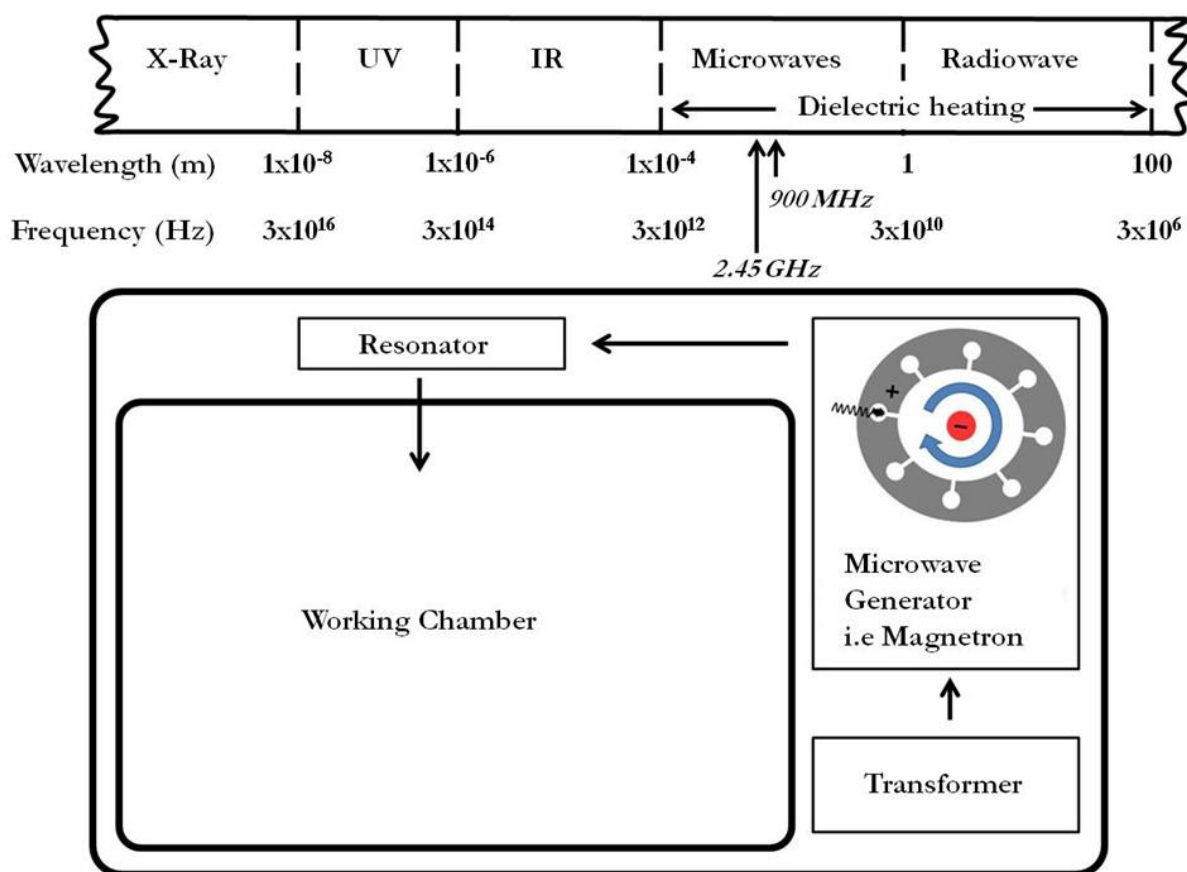 X-Ray UV IR Microwaves Radiowave
Dielectric heating
Wavelength (m) 1x10⁻⁸ 1x10⁻⁶ 1x10⁻⁴ 1 100
900 MHz
Frequency (Hz) 3x10¹⁶ 3x10¹⁴ 3x10¹² 3x10¹⁰ 3x10⁶
2.45 GHz
Resonator
+
−
Working Chamber
Microwave
Generator
i.e Magnetron
Transformer